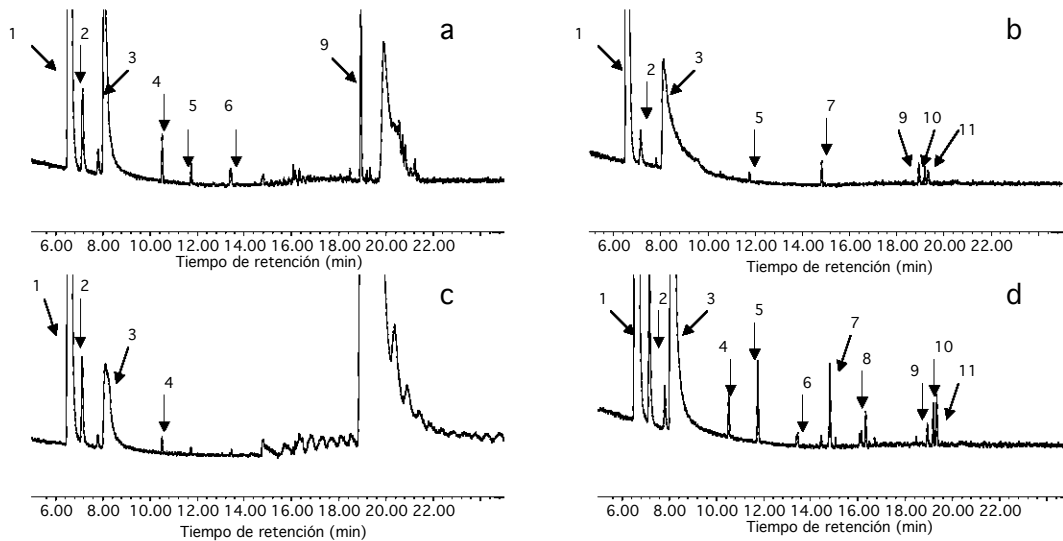 a
1 2 3 4 5 6 9
6.00 8.00 10.00 12.00 14.00 16.00 18.00 20.00 22.00
Tiempo de retención (min)
b
1 2 3 5 7 9 10 11
6.00 8.00 10.00 12.00 14.00 16.00 18.00 20.00 22.00
Tiempo de retención (min)
c
1 2 3 4
6.00 8.00 10.00 12.00 14.00 16.00 18.00 20.00 22.00
Tiempo de retención (min)
d
1 2 3 4 5 6 7 8 9 10 11
6.00 8.00 10.00 12.00 14.00 16.00 18.00 20.00 22.00
Tiempo de retención (min)